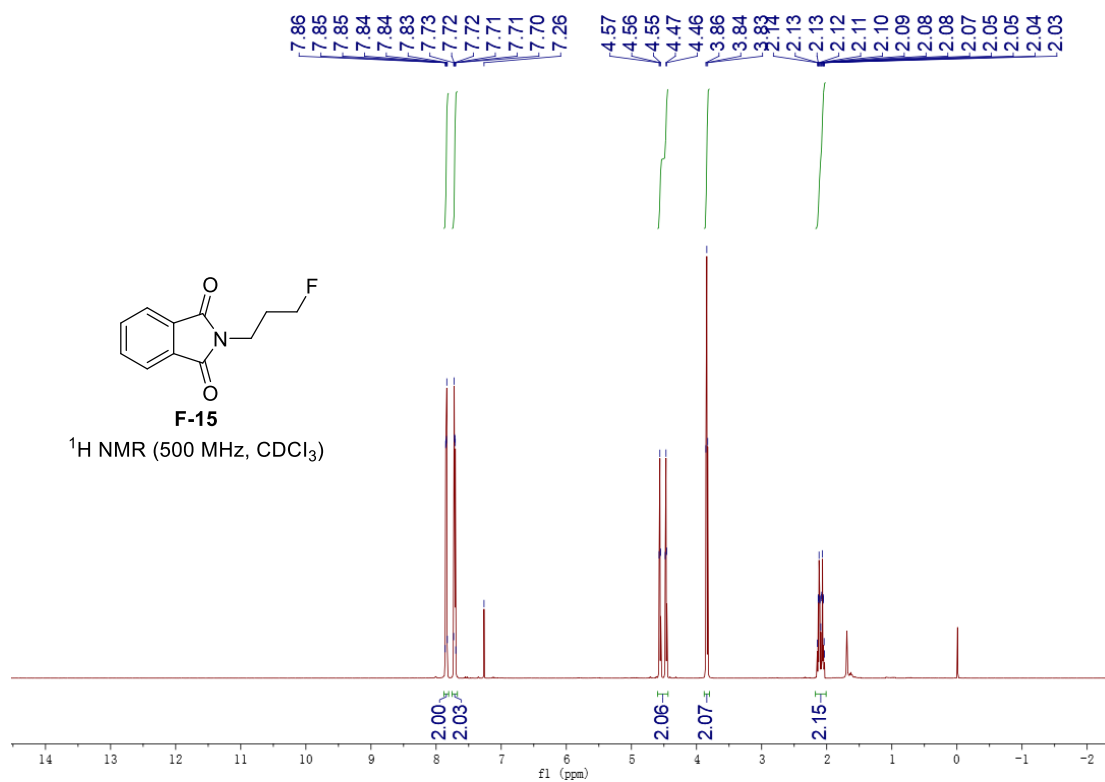 7.86 7.85 7.85 7.84 7.84 7.83 7.73 7.72 7.72 7.71 7.71 7.70 7.26 4.57 4.56 4.55 4.47 4.46 3.86 3.84 3.83 2.14 2.13 2.13 2.12 2.11 2.10 2.09 2.08 2.08 2.07 2.05 2.05 2.04 2.03
O
F
N
O
F-15
¹H NMR (500 MHz, CDCl₃)
2.00 2.03 2.06 2.07 2.15
14 13 12 11 10 9 8 7 6 5 4 3 2 1 0 -1 -2
f1 (ppm)